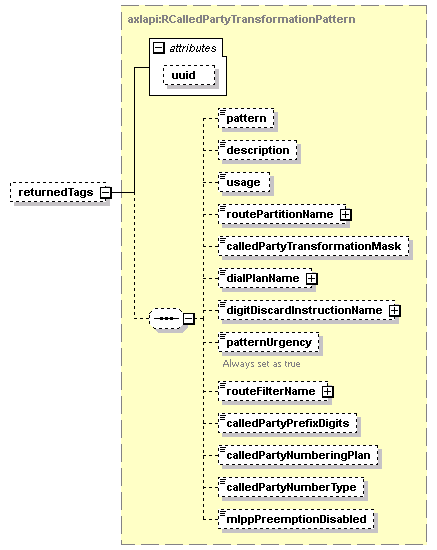 axlapi:RCalledPartyTransformationPattern
attributes
uuid
returnedTags
pattern
description
usage
routePartitionName
calledPartyTransformationMask
dialPlanName
digitDiscardInstructionName
patternUrgency
Always set as true
routeFilterName
calledPartyPrefixDigits
calledPartyNumberingPlan
calledPartyNumberType
mlppPreemptionDisabled